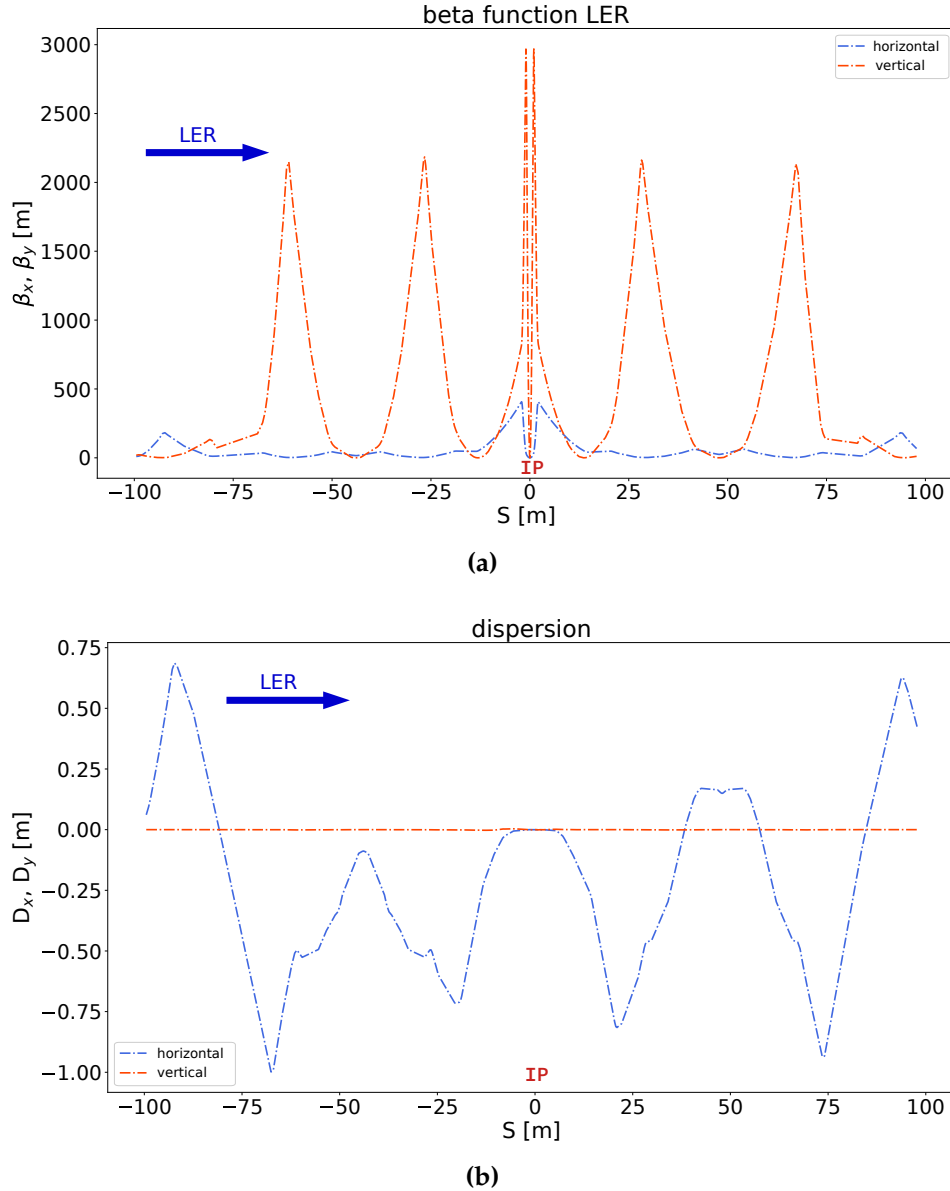 beta function LER
3000
2500
2000
1500
1000
500
0
βx, βy [m]
horizontal
vertical
LER
IP
−100 −75 −50 −25 0 25 50 75 100
S [m]
(a)
dispersion
0.75
0.50
0.25
0.00
−0.25
−0.50
−0.75
−1.00
Dx, Dy [m]
LER
horizontal
vertical
IP
−100 −75 −50 −25 0 25 50 75 100
S [m]
(b)